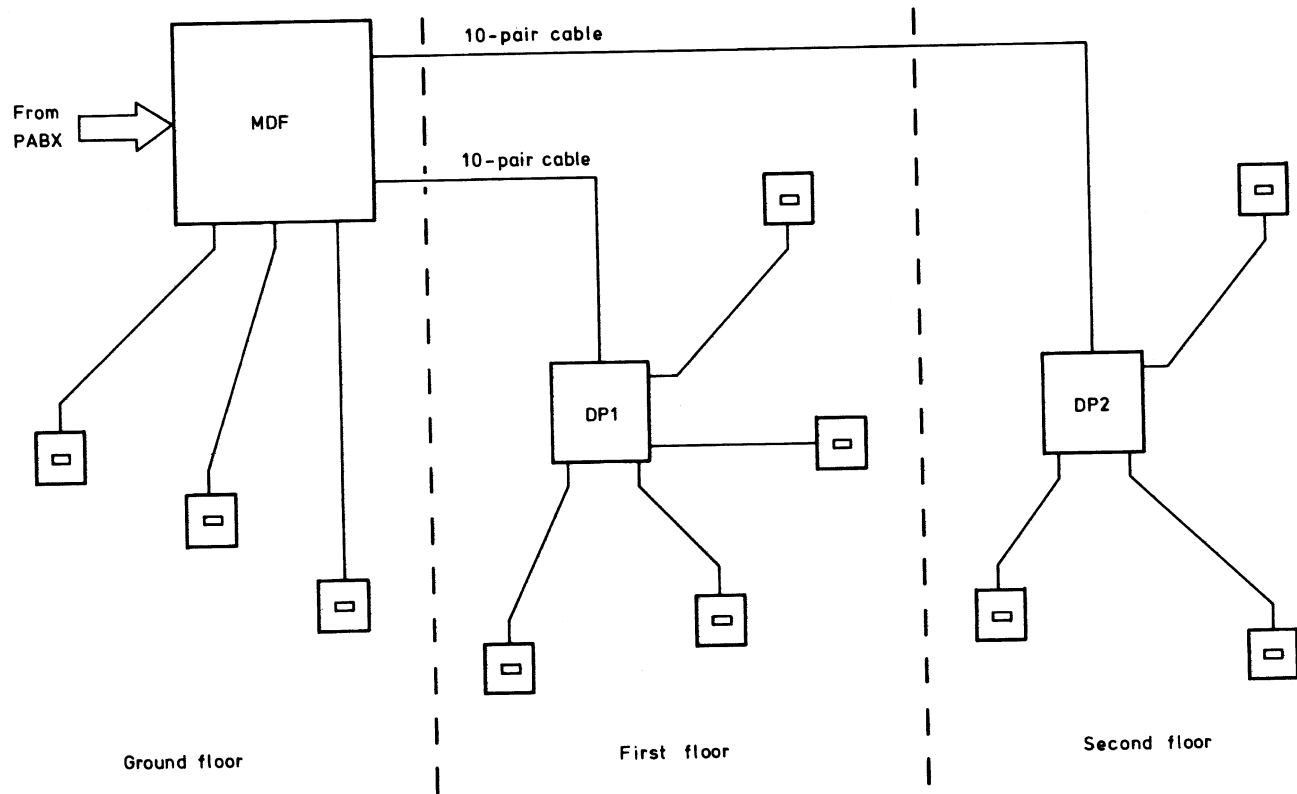 10-pair cable
From
PABX
MDF
10-pair cable
DP1
DP2
Ground floor
First floor
Second floor